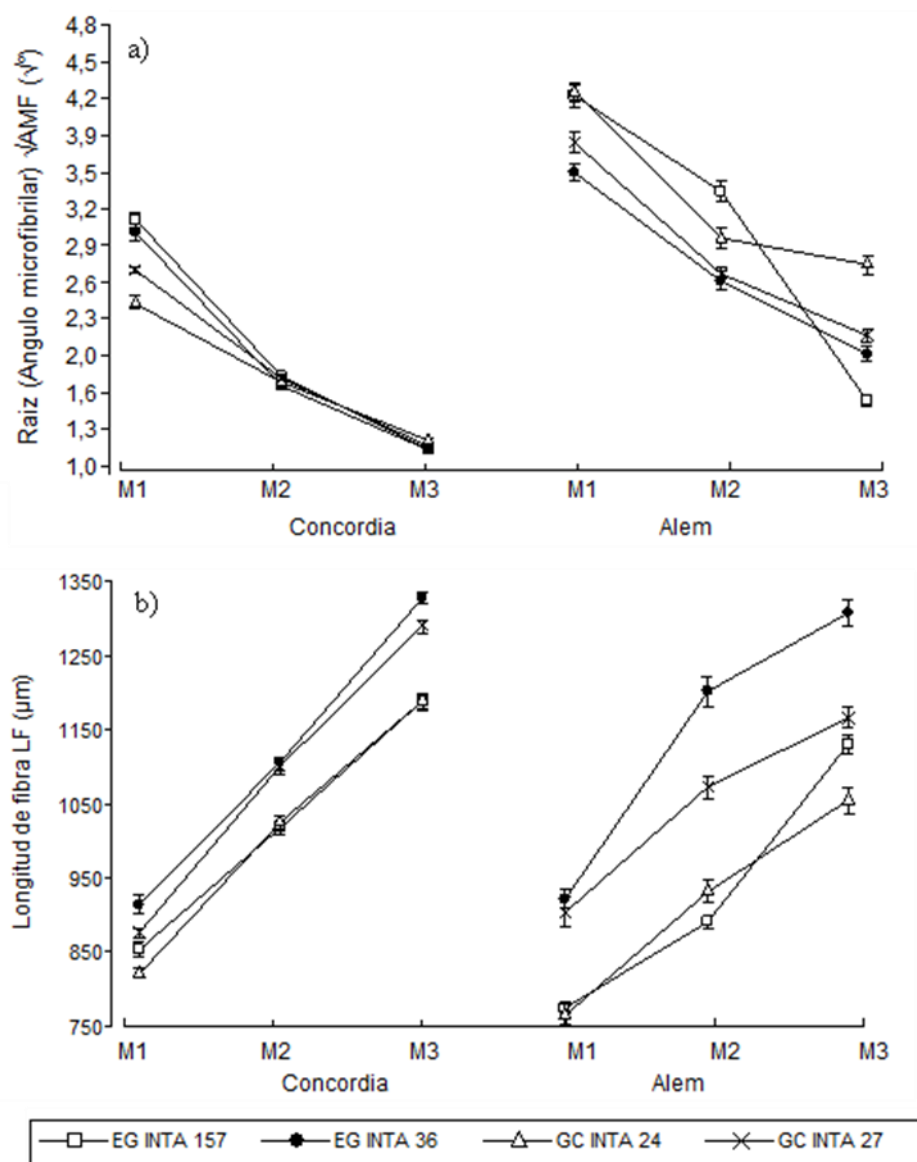 a)
Raiz (Angulo microfibrilar) √AMF (√º)
4,8
4,5
4,2
3,9
3,5
3,2
2,9
2,6
2,3
2,0
1,6
1,3
1,0
M1 M2 M3 M1 M2 M3
Concordia Alem
b)
Longitud de fibra LF (µm)
1350
1250
1150
1050
950
850
750
M1 M2 M3 M1 M2 M3
Concordia Alem
EG INTA 157 EG INTA 36 GC INTA 24 GC INTA 27